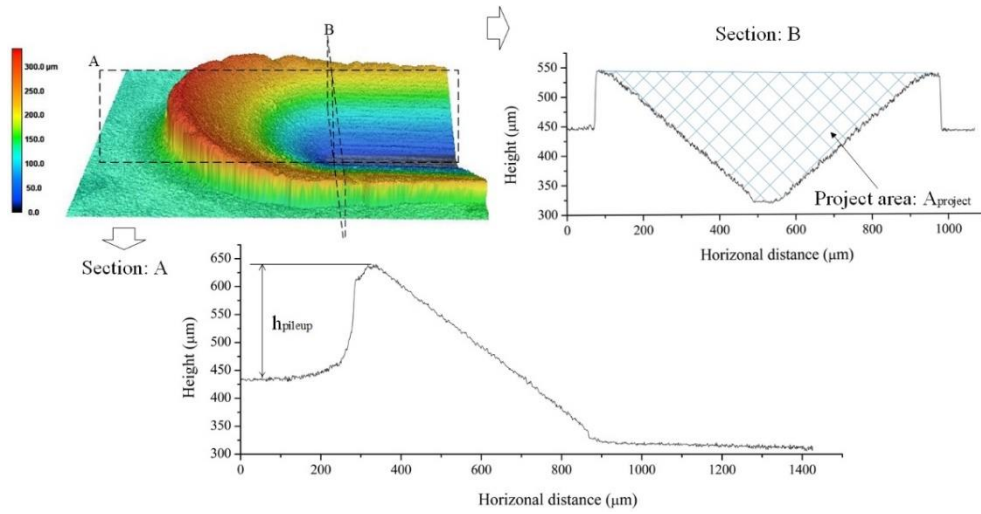 B
A
300.0 μm
250.0
200.0
150.0
100.0
50.0
0.0
Section: B
Height (μm)
550
500
450
400
350
300
0 200 400 600 800 1000
Project area: Aproject
Horizonal distance (μm)
Section: A
Height (μm)
650
600
550
500
450
400
350
300
hpileup
0 200 400 600 800 1000 1200 1400
Horizonal distance (μm)